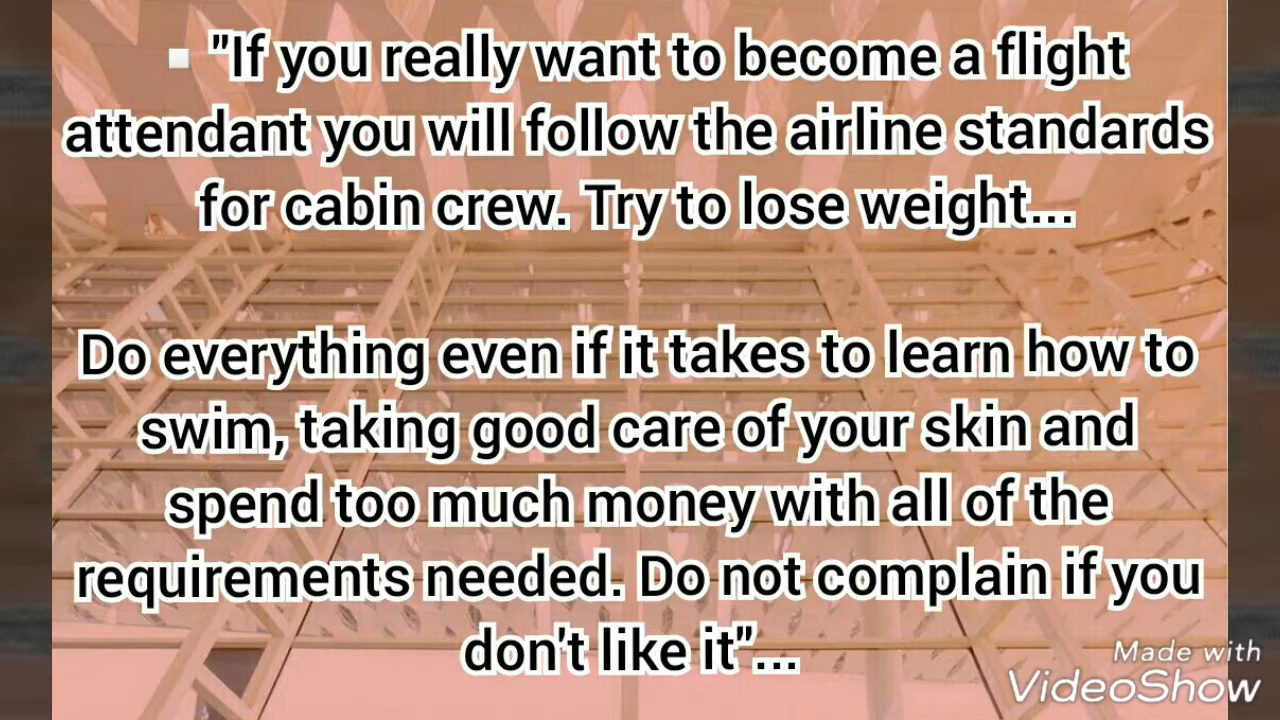 ▫ "If you really want to become a flight
attendant you will follow the airline standards
for cabin crew. Try to lose weight...
Do everything even if it takes to learn how to
swim, taking good care of your skin and
spend too much money with all of the
requirements needed. Do not complain if you
don't like it"...
Made with
VideoShow